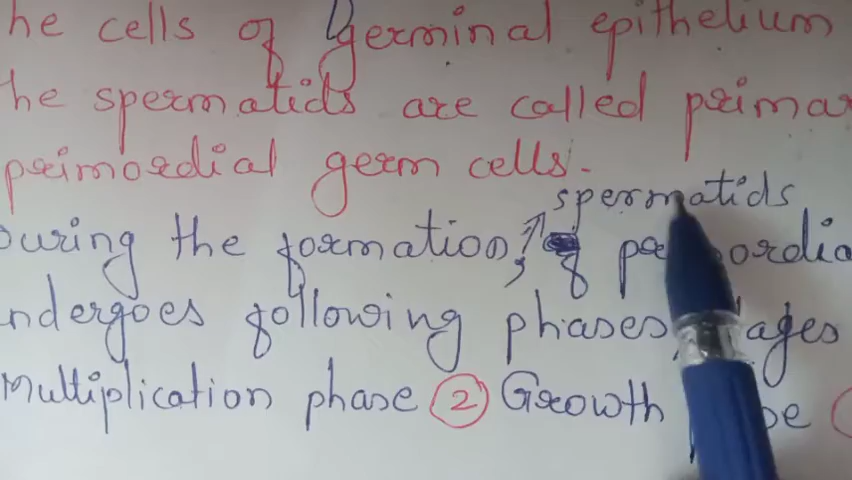 he cells of germinal epithelium
he spermatids are called primar
primordial germ cells.
spermatids
During the formation, of
ndergoes following phases
Multiplication phase ② Growth